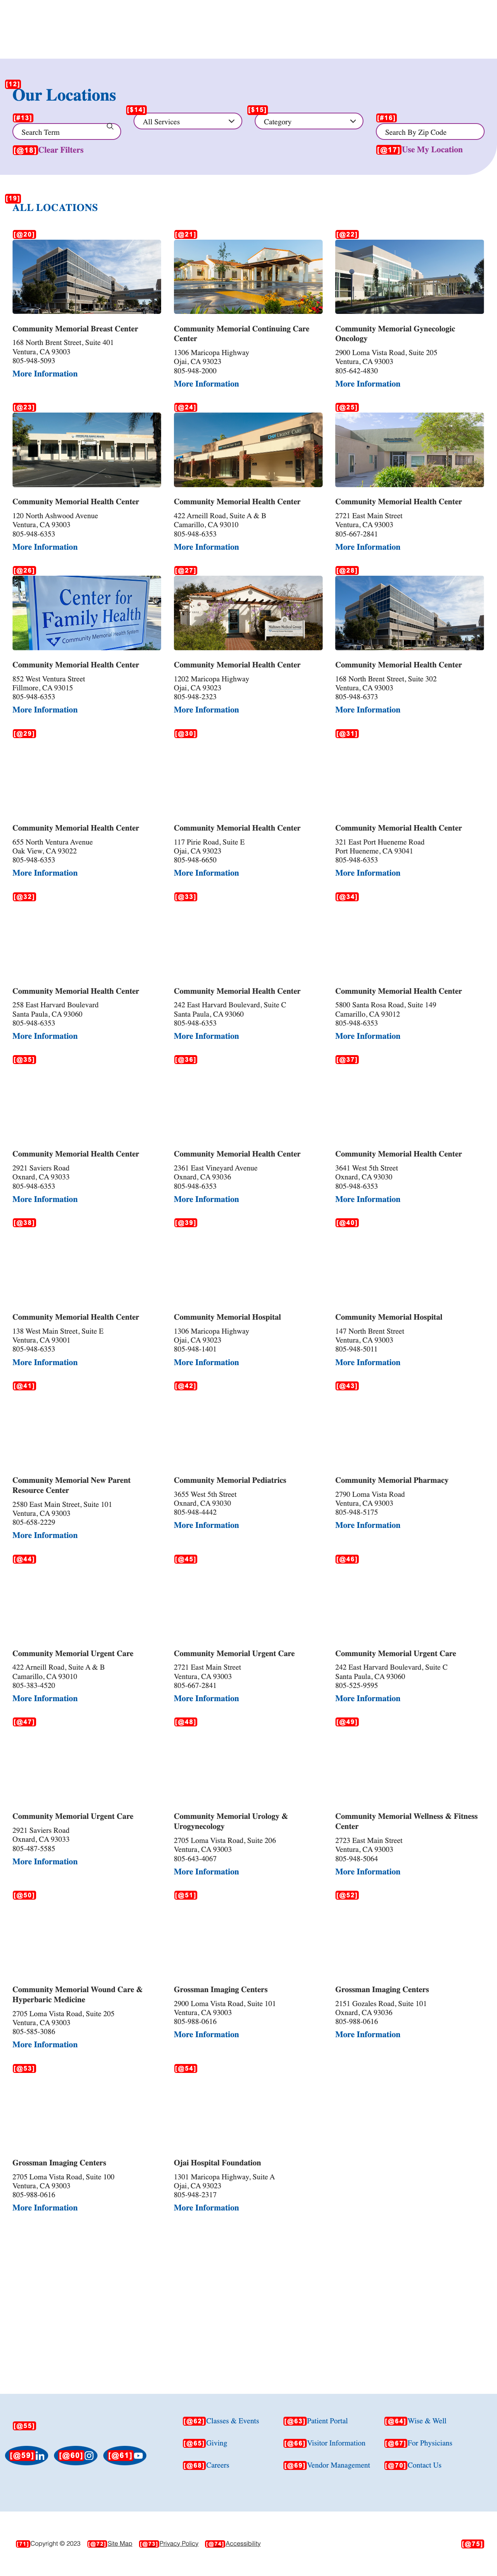 [12]
Our Locations
[#13] [$14] [$15] [#16]
Search Term All Services Category Search By Zip Code
[@18] Clear Filters [@17] Use My Location
[19]
ALL LOCATIONS
[@20]
Community Memorial Breast Center
168 North Brent Street, Suite 401
Ventura, CA 93003
805-948-5093
More Information
[@21]
Community Memorial Continuing Care
Center
1306 Maricopa Highway
Ojai, CA 93023
805-948-2000
More Information
[@22]
Community Memorial Gynecologic
Oncology
2900 Loma Vista Road, Suite 205
Ventura, CA 93003
805-642-4830
More Information
[@23]
Community Memorial Health Center
120 North Ashwood Avenue
Ventura, CA 93003
805-948-6353
More Information
[@24]
Community Memorial Health Center
422 Arneill Road, Suite A & B
Camarillo, CA 93010
805-948-6353
More Information
[@25]
Community Memorial Health Center
2721 East Main Street
Ventura, CA 93003
805-667-2841
More Information
[@26]
Center for
Family Health
Community Memorial Health System
Community Memorial Health Center
852 West Ventura Street
Fillmore, CA 93015
805-948-6353
More Information
[@27]
Community Memorial Health Center
1202 Maricopa Highway
Ojai, CA 93023
805-948-2323
More Information
[@28]
Community Memorial Health Center
168 North Brent Street, Suite 302
Ventura, CA 93003
805-948-6373
More Information
[@29]
Community Memorial Health Center
655 North Ventura Avenue
Oak View, CA 93022
805-948-6353
More Information
[@30]
Community Memorial Health Center
117 Pirie Road, Suite E
Ojai, CA 93023
805-948-6650
More Information
[@31]
Community Memorial Health Center
321 East Port Hueneme Road
Port Hueneme, CA 93041
805-948-6353
More Information
[@32]
Community Memorial Health Center
258 East Harvard Boulevard
Santa Paula, CA 93060
805-948-6353
More Information
[@33]
Community Memorial Health Center
242 East Harvard Boulevard, Suite C
Santa Paula, CA 93060
805-948-6353
More Information
[@34]
Community Memorial Health Center
5800 Santa Rosa Road, Suite 149
Camarillo, CA 93012
805-948-6353
More Information
[@35]
Community Memorial Health Center
2921 Saviers Road
Oxnard, CA 93033
805-948-6353
More Information
[@36]
Community Memorial Health Center
2361 East Vineyard Avenue
Oxnard, CA 93036
805-948-6353
More Information
[@37]
Community Memorial Health Center
3641 West 5th Street
Oxnard, CA 93030
805-948-6353
More Information
[@38]
Community Memorial Health Center
138 West Main Street, Suite E
Ventura, CA 93001
805-948-6353
More Information
[@39]
Community Memorial Hospital
1306 Maricopa Highway
Ojai, CA 93023
805-948-1401
More Information
[@40]
Community Memorial Hospital
147 North Brent Street
Ventura, CA 93003
805-948-5011
More Information
[@41]
Community Memorial New Parent
Resource Center
2580 East Main Street, Suite 101
Ventura, CA 93003
805-658-2229
More Information
[@42]
Community Memorial Pediatrics
3655 West 5th Street
Oxnard, CA 93030
805-948-4442
More Information
[@43]
Community Memorial Pharmacy
2790 Loma Vista Road
Ventura, CA 93003
805-948-5175
More Information
[@44]
Community Memorial Urgent Care
422 Arneill Road, Suite A & B
Camarillo, CA 93010
805-383-4520
More Information
[@45]
Community Memorial Urgent Care
2721 East Main Street
Ventura, CA 93003
805-667-2841
More Information
[@46]
Community Memorial Urgent Care
242 East Harvard Boulevard, Suite C
Santa Paula, CA 93060
805-525-9595
More Information
[@47]
Community Memorial Urgent Care
2921 Saviers Road
Oxnard, CA 93033
805-487-5585
More Information
[@48]
Community Memorial Urology &
Urogynecology
2705 Loma Vista Road, Suite 206
Ventura, CA 93003
805-643-4067
More Information
[@49]
Community Memorial Wellness & Fitness
Center
2723 East Main Street
Ventura, CA 93003
805-948-5064
More Information
[@50]
Community Memorial Wound Care &
Hyperbaric Medicine
2705 Loma Vista Road, Suite 205
Ventura, CA 93003
805-585-3086
More Information
[@51]
Grossman Imaging Centers
2900 Loma Vista Road, Suite 101
Ventura, CA 93003
805-988-0616
More Information
[@52]
Grossman Imaging Centers
2151 Gozales Road, Suite 101
Oxnard, CA 93036
805-988-0616
More Information
[@53]
Grossman Imaging Centers
2705 Loma Vista Road, Suite 100
Ventura, CA 93003
805-988-0616
More Information
[@54]
Ojai Hospital Foundation
1301 Maricopa Highway, Suite A
Ojai, CA 93023
805-948-2317
More Information
[@55]
[@59] [@60] [@61]
[@62] Classes & Events [@63] Patient Portal [@64] Wise & Well
[@65] Giving [@66] Visitor Information [@67] For Physicians
[@68] Careers [@69] Vendor Management [@70] Contact Us
[71] Copyright © 2023 [@72] Site Map [@73] Privacy Policy [@74] Accessibility [@75]